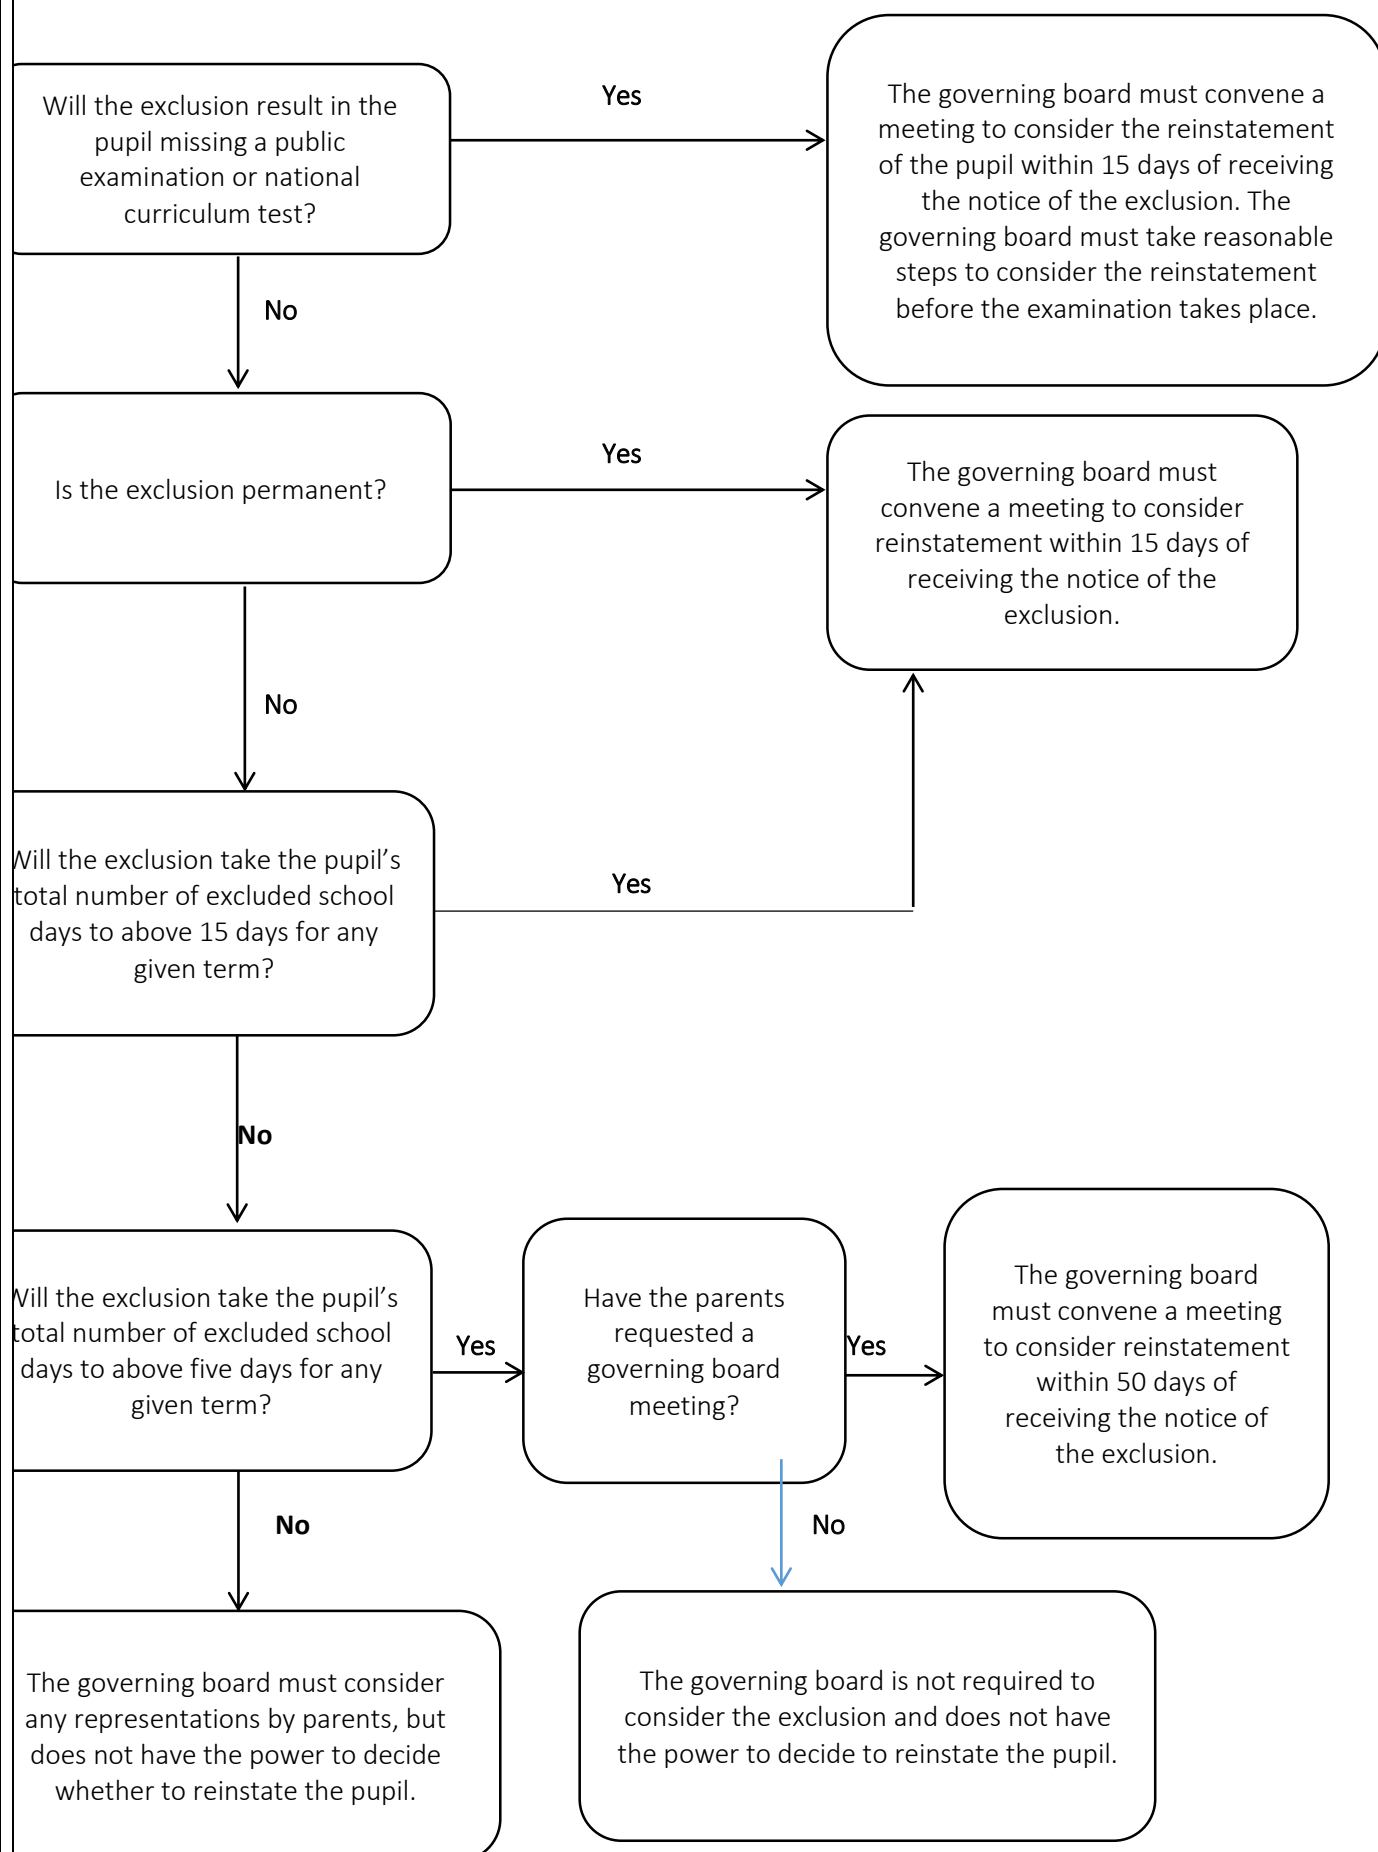 Will the exclusion result in the
pupil missing a public
examination or national
curriculum test?
Yes
The governing board must convene a
meeting to consider the reinstatement
of the pupil within 15 days of receiving
the notice of the exclusion. The
governing board must take reasonable
steps to consider the reinstatement
before the examination takes place.
No
Is the exclusion permanent?
Yes
The governing board must
convene a meeting to consider
reinstatement within 15 days of
receiving the notice of the
exclusion.
No
Will the exclusion take the pupil’s
total number of excluded school
days to above 15 days for any
given term?
Yes
No
Will the exclusion take the pupil’s
total number of excluded school
days to above five days for any
given term?
Yes
Have the parents
requested a
governing board
meeting?
Yes
The governing board
must convene a meeting
to consider reinstatement
within 50 days of
receiving the notice of
the exclusion.
No
No
The governing board must consider
any representations by parents, but
does not have the power to decide
whether to reinstate the pupil.
The governing board is not required to
consider the exclusion and does not have
the power to decide to reinstate the pupil.